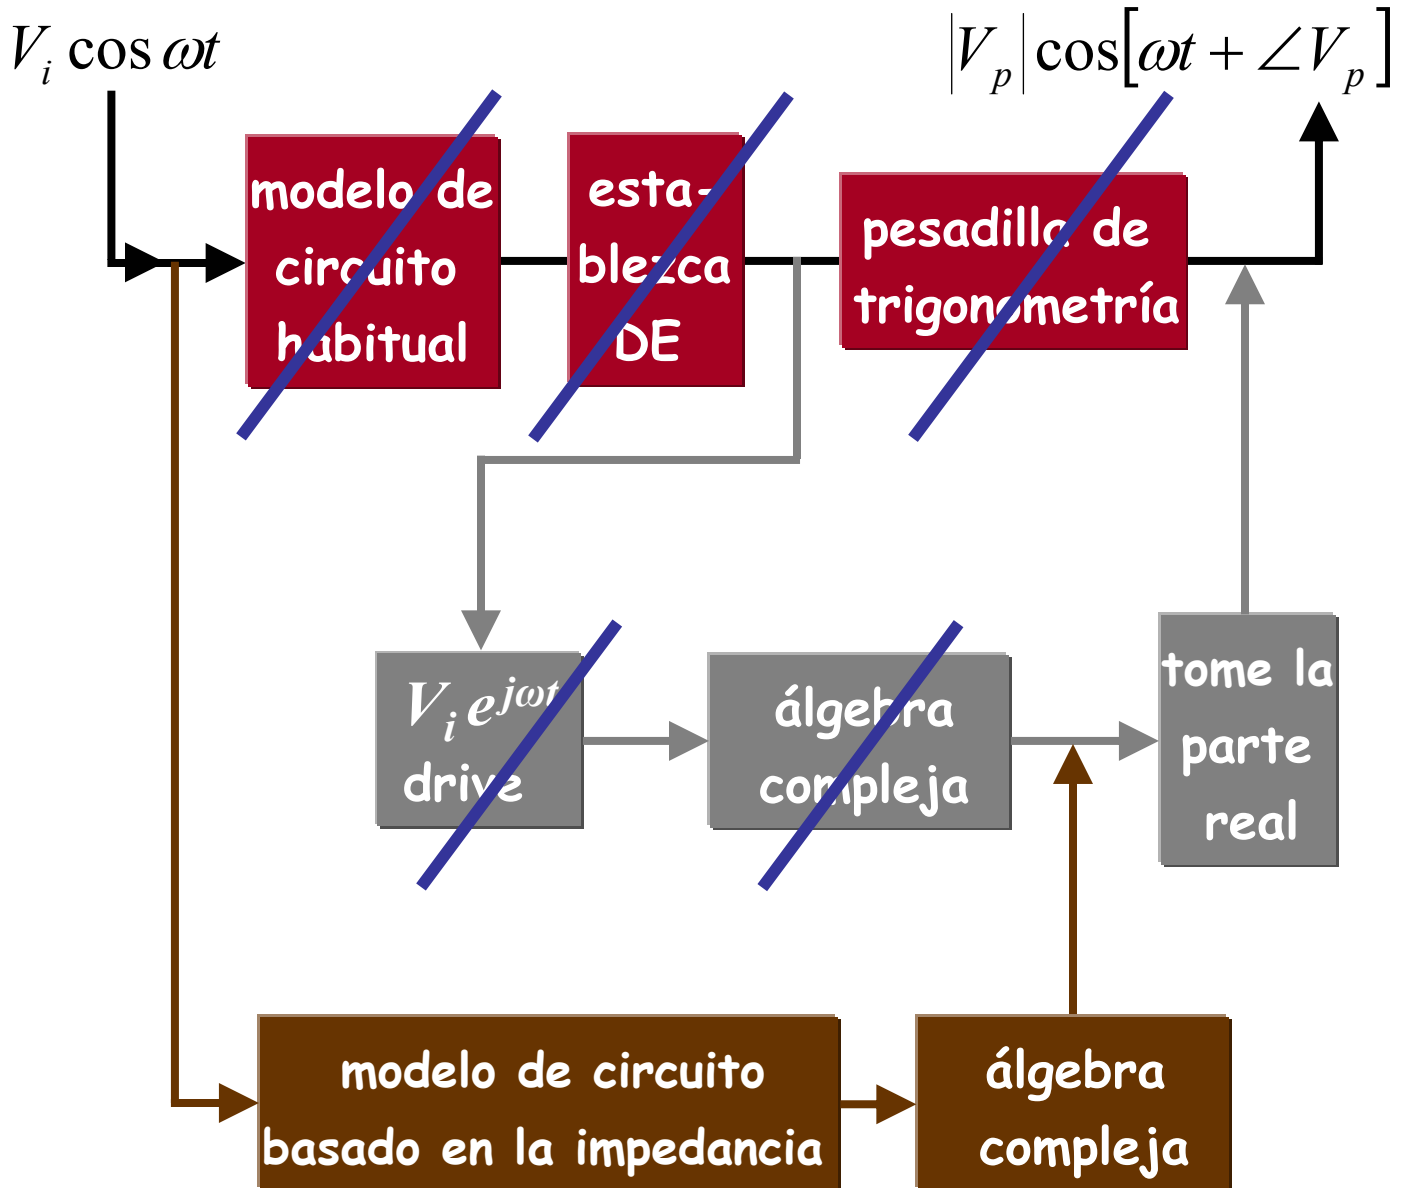 V_i cos ωt
|V_p| cos[ωt + ∠V_p]
modelo de
circuito
habitual
esta-
blezca
DE
pesadilla de
trigonometría
V_i e^{jωt}
drive
álgebra
compleja
tome la
parte
real
modelo de circuito
basado en la impedancia
álgebra
compleja